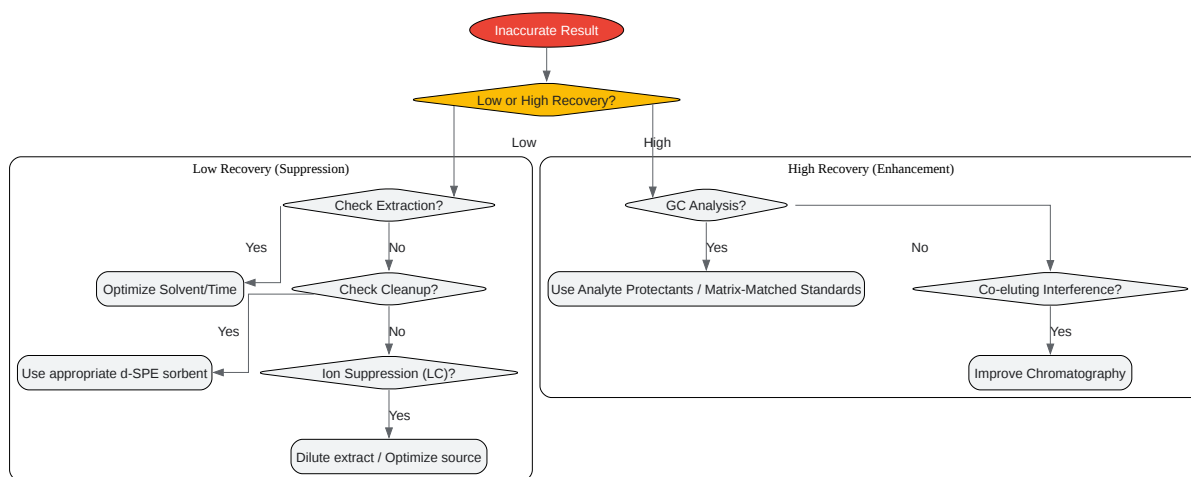 Inaccurate Result
Low or High Recovery?
Low
High
Low Recovery (Suppression)
High Recovery (Enhancement)
Check Extraction?
GC Analysis?
Yes
No
Yes
No
Optimize Solvent/Time
Check Cleanup?
Use Analyte Protectants / Matrix-Matched Standards
Co-eluting Interference?
Yes
No
Yes
Use appropriate d-SPE sorbent
Ion Suppression (LC)?
Improve Chromatography
Yes
Dilute extract / Optimize source